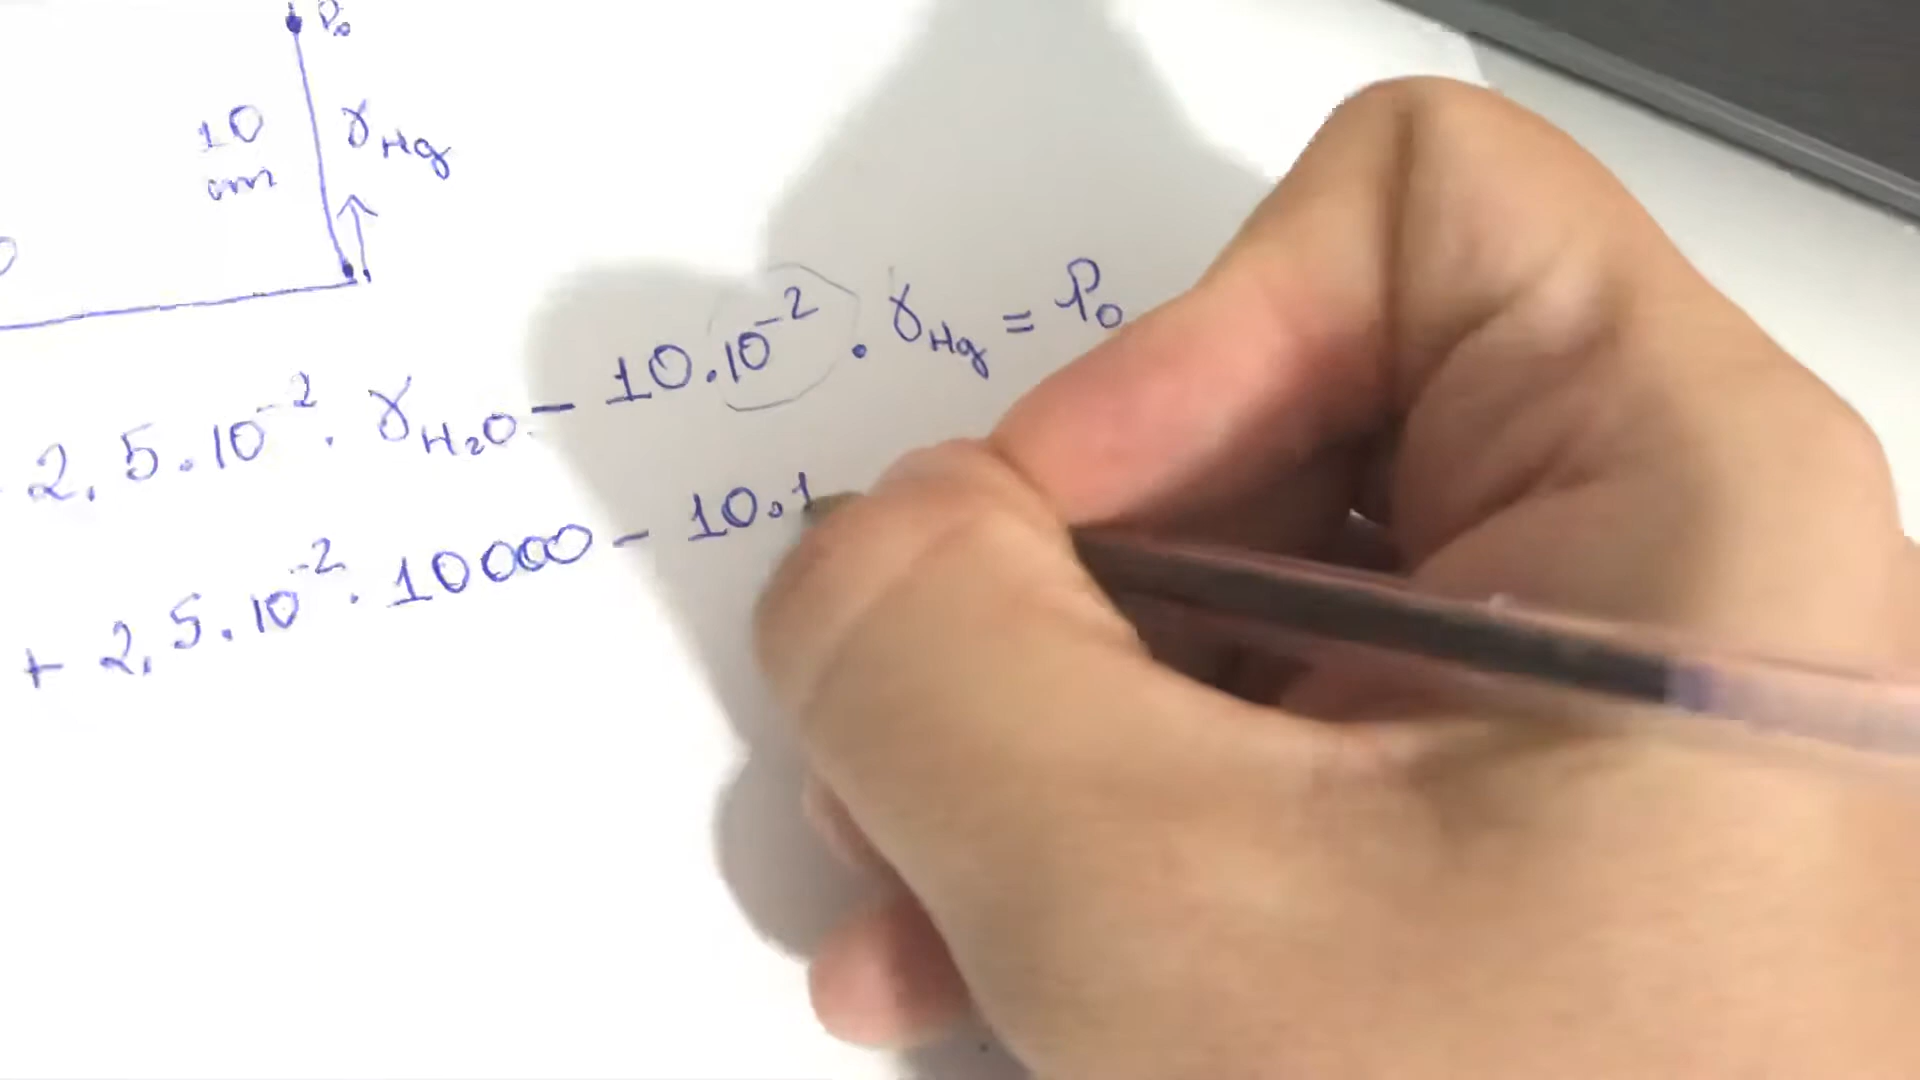 P₀
10 γHg
cm
2,5.10⁻² . γH₂O - 10.10⁻² . γHg = P₀
+ 2,5.10⁻² . 10000 - 10.1